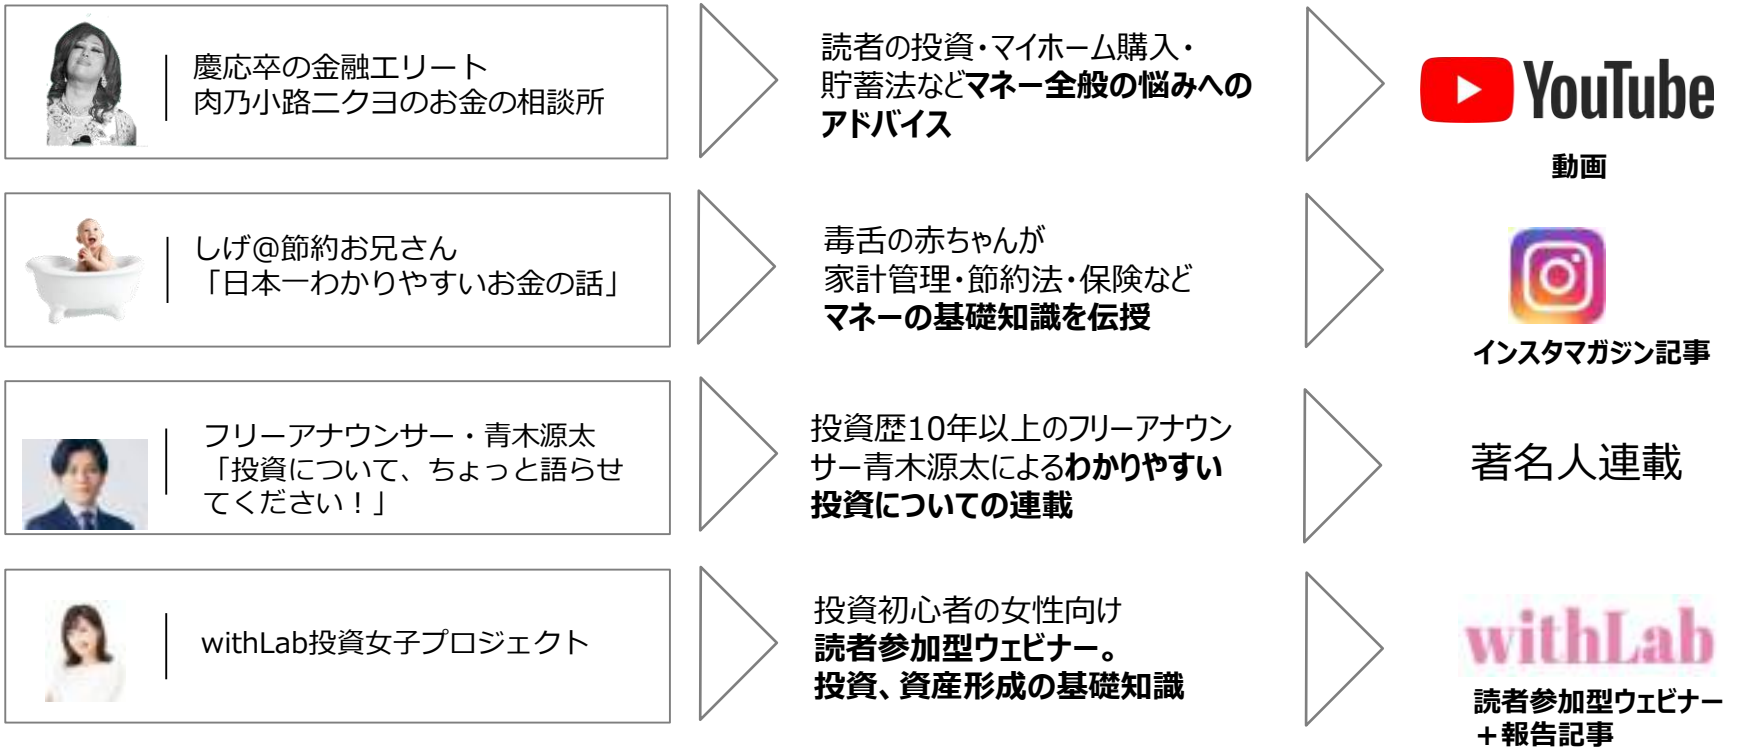 慶応卒の金融エリート
肉乃小路ニクヨのお金の相談所
読者の投資・マイホーム購入・
貯蓄法などマネー全般の悩みへの
アドバイス
YouTube
動画
しげ@節約お兄さん
「日本一わかりやすいお金の話」
毒舌の赤ちゃんが
家計管理・節約法・保険など
マネーの基礎知識を伝授
インスタマガジン記事
フリーアナウンサー・青木源太
「投資について、ちょっと語らせ
てください！」
投資歴10年以上のフリーアナウン
サー青木源太によるわかりやすい
投資についての連載
著名人連載
withLab投資女子プロジェクト
投資初心者の女性向け
読者参加型ウェビナー。
投資、資産形成の基礎知識
withLab
読者参加型ウェビナー
＋報告記事